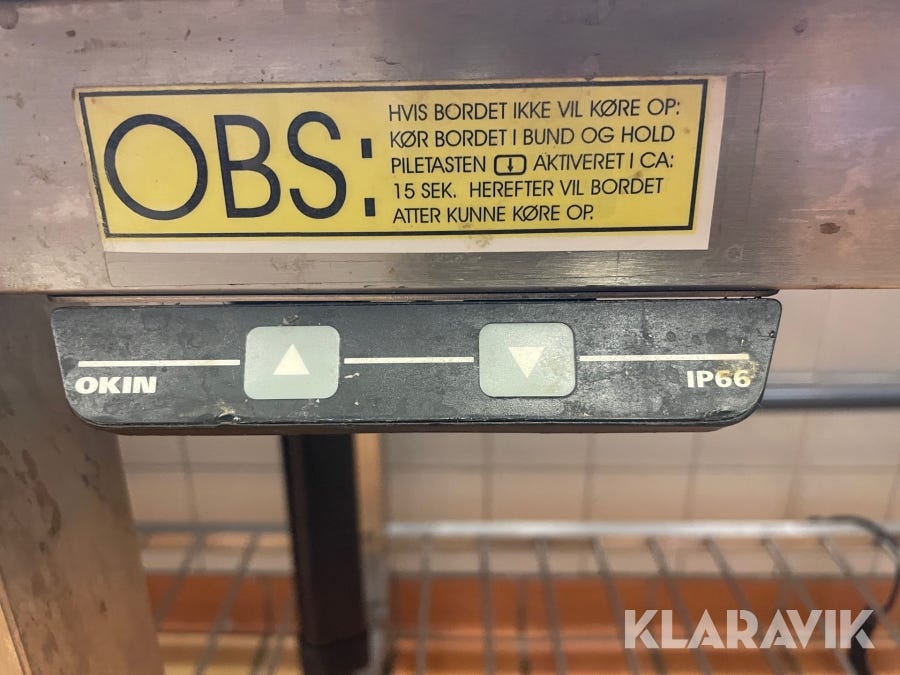 OBS:
HVIS BORDET IKKE VIL KØRE OP:
KØR BORDET I BUND OG HOLD
PILETASTEN ↓ AKTIVERET I CA:
15 SEK. HEREFTER VIL BORDET
ATTER KUNNE KØRE OP.
OKIN ▲ ▼ IP66
KLARAVIK